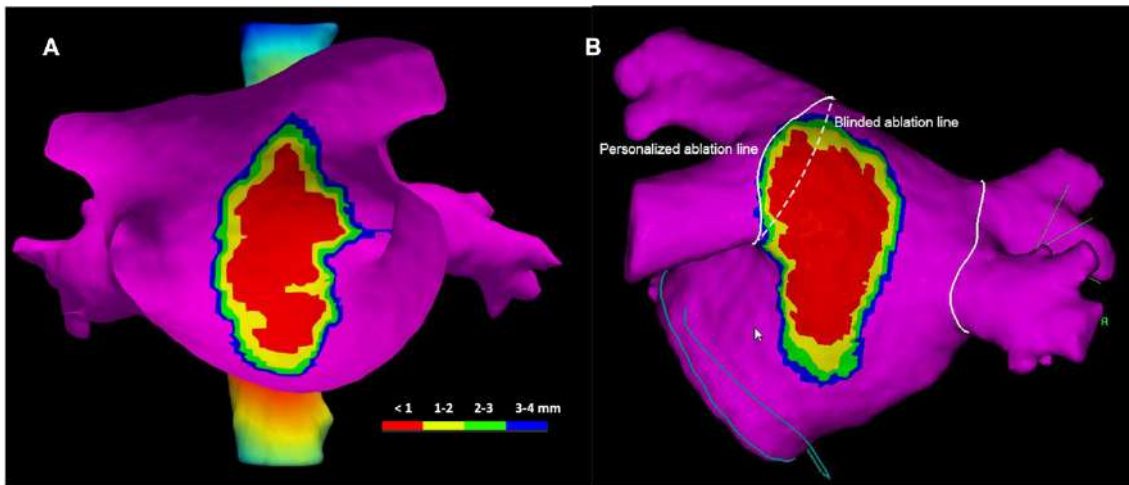 A
B
Blinded ablation line
Personalized ablation line
< 1 1-2 2-3 3-4 mm
R